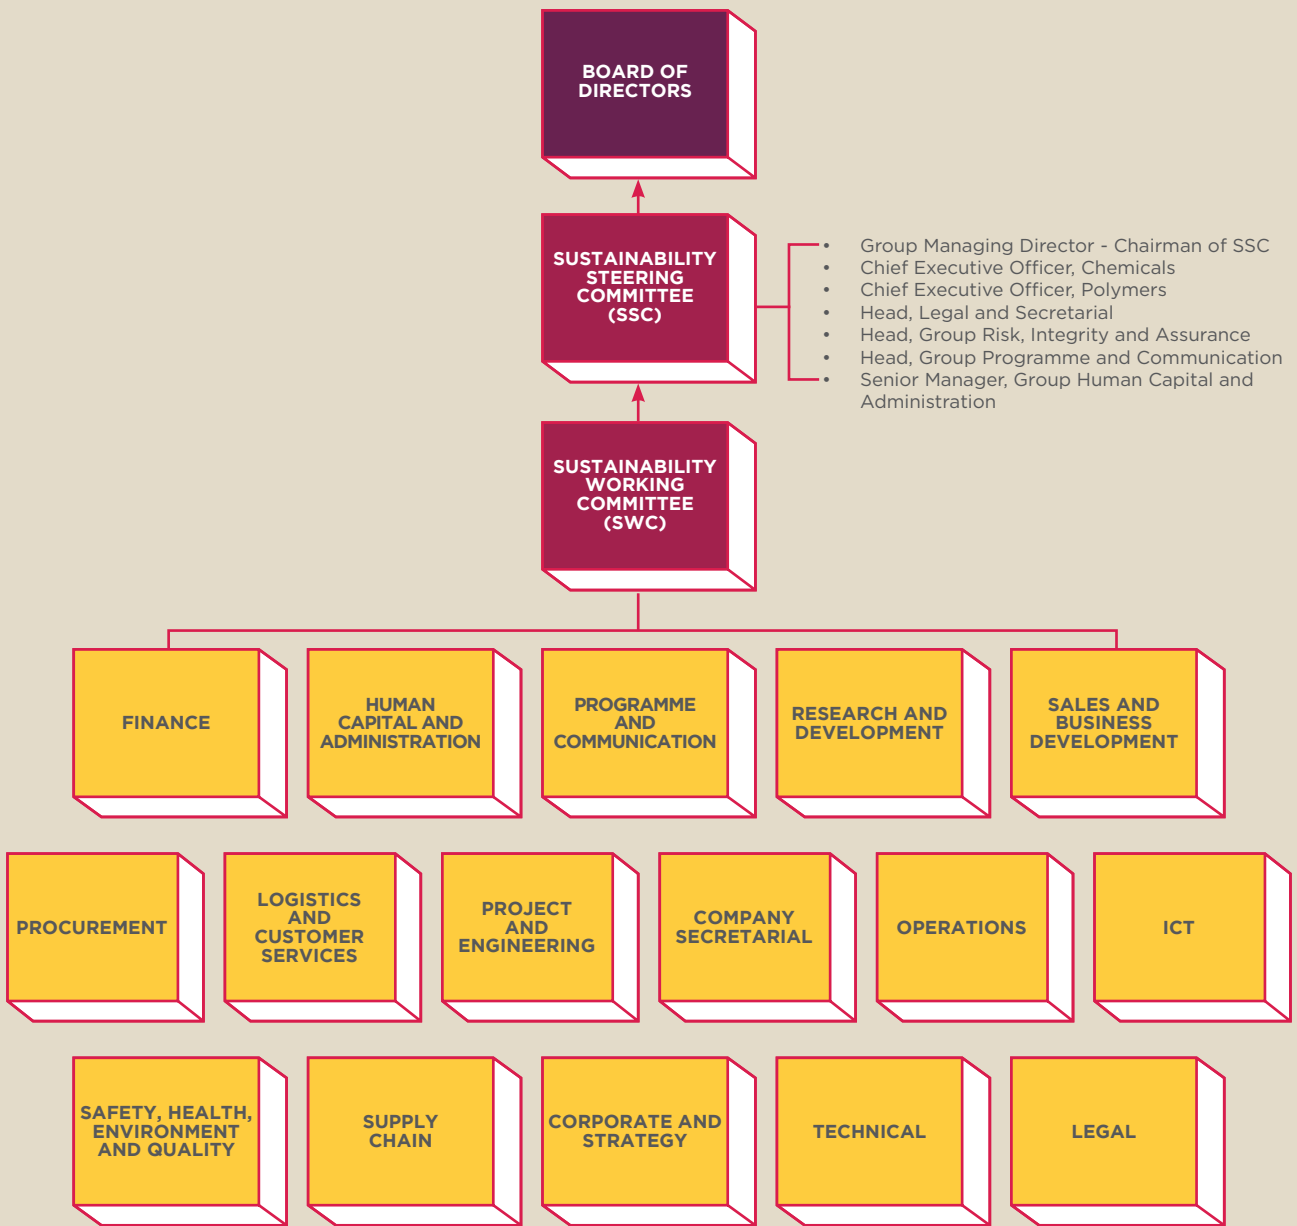 BOARD OF
DIRECTORS
SUSTAINABILITY
STEERING
COMMITTEE
(SSC)
• Group Managing Director - Chairman of SSC
• Chief Executive Officer, Chemicals
• Chief Executive Officer, Polymers
• Head, Legal and Secretarial
• Head, Group Risk, Integrity and Assurance
• Head, Group Programme and Communication
• Senior Manager, Group Human Capital and
Administration
SUSTAINABILITY
WORKING
COMMITTEE
(SWC)
FINANCE
HUMAN
CAPITAL AND
ADMINISTRATION
PROGRAMME
AND
COMMUNICATION
RESEARCH AND
DEVELOPMENT
SALES AND
BUSINESS
DEVELOPMENT
PROCUREMENT
LOGISTICS
AND
CUSTOMER
SERVICES
PROJECT
AND
ENGINEERING
COMPANY
SECRETARIAL
OPERATIONS
ICT
SAFETY, HEALTH,
ENVIRONMENT
AND QUALITY
SUPPLY
CHAIN
CORPORATE AND
STRATEGY
TECHNICAL
LEGAL